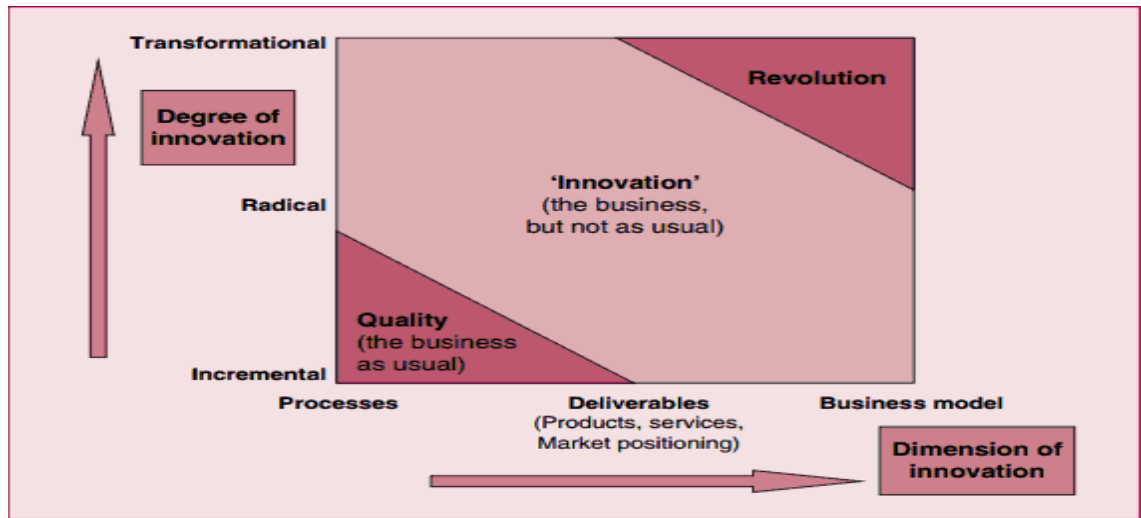 Transformational
Revolution
Degree of
innovation
'Innovation'
(the business,
but not as usual)
Radical
Quality
(the business
as usual)
Incremental
Processes
Deliverables
(Products, services,
Market positioning)
Business model
Dimension of
innovation